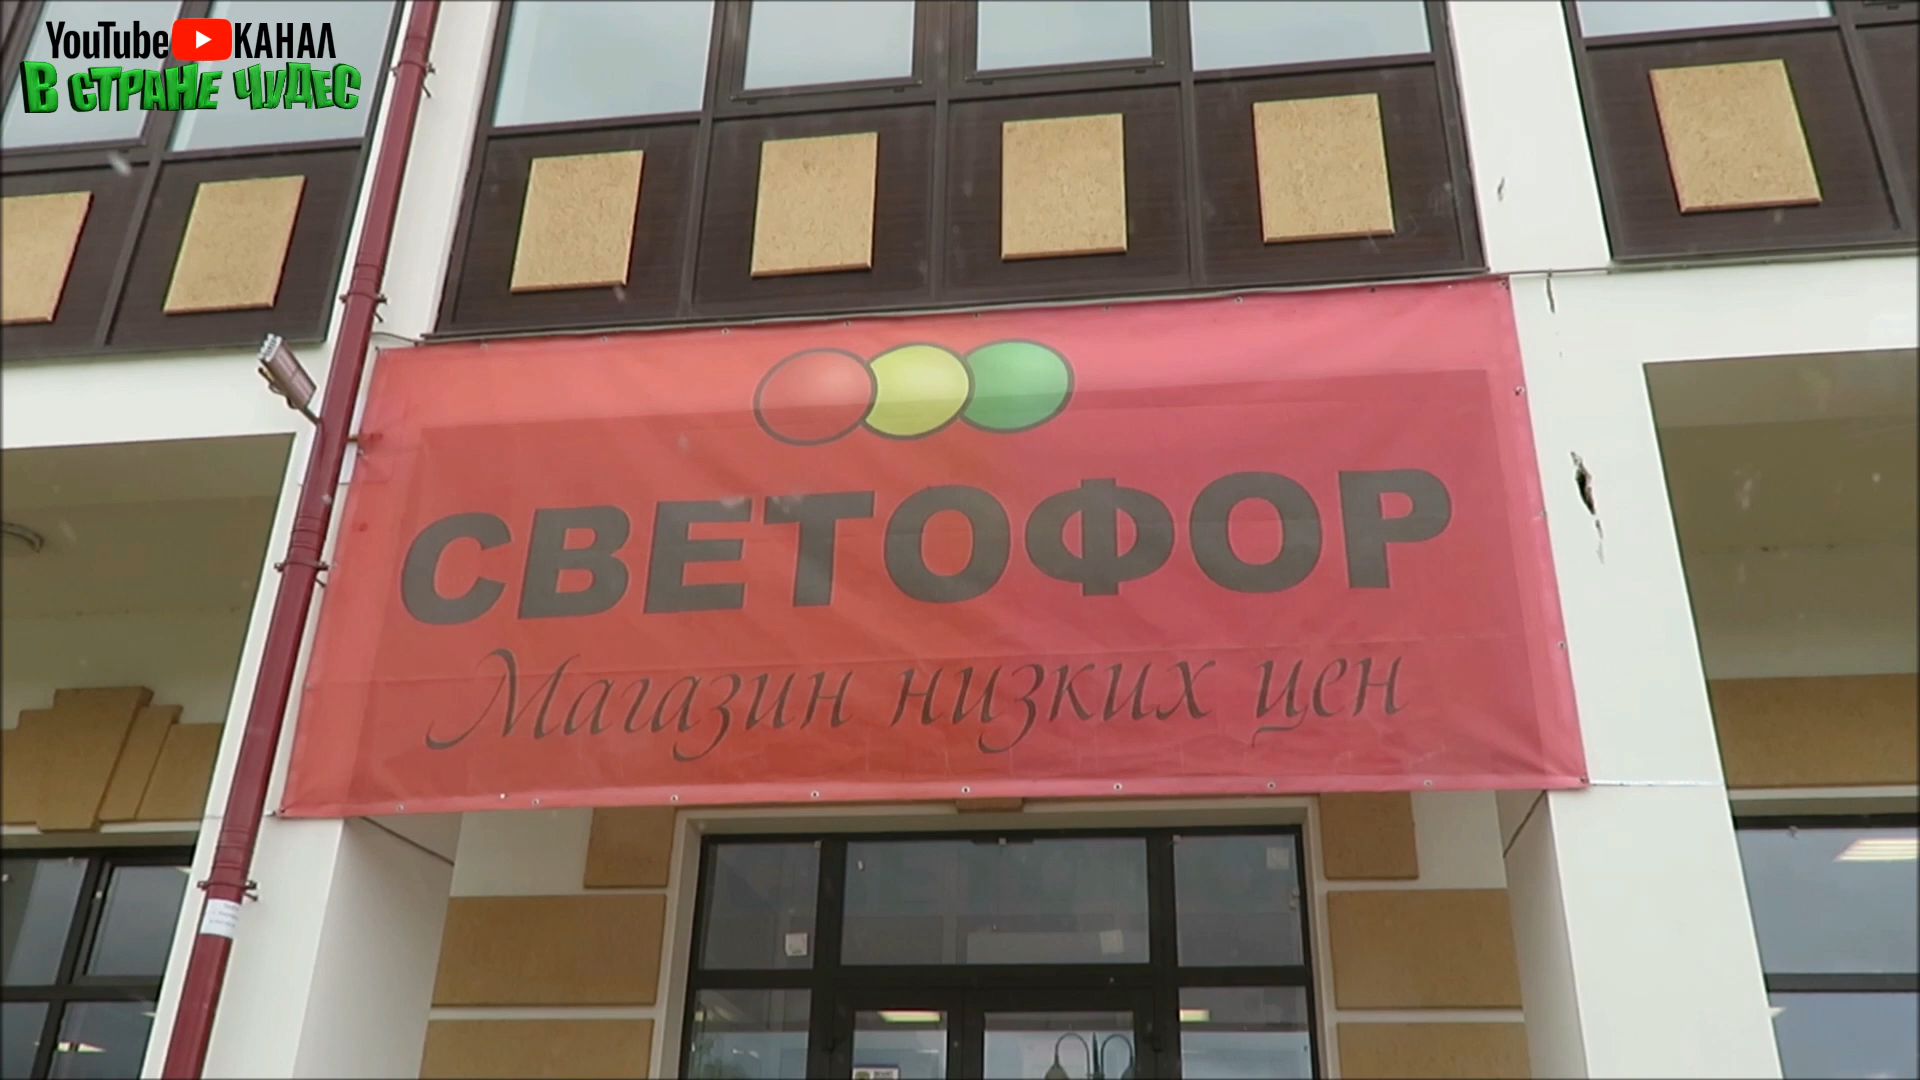 YouTube КАНАЛ
В СТРАНЕ ЧУДЕС
СВЕТОФОР
Магазин низких цен